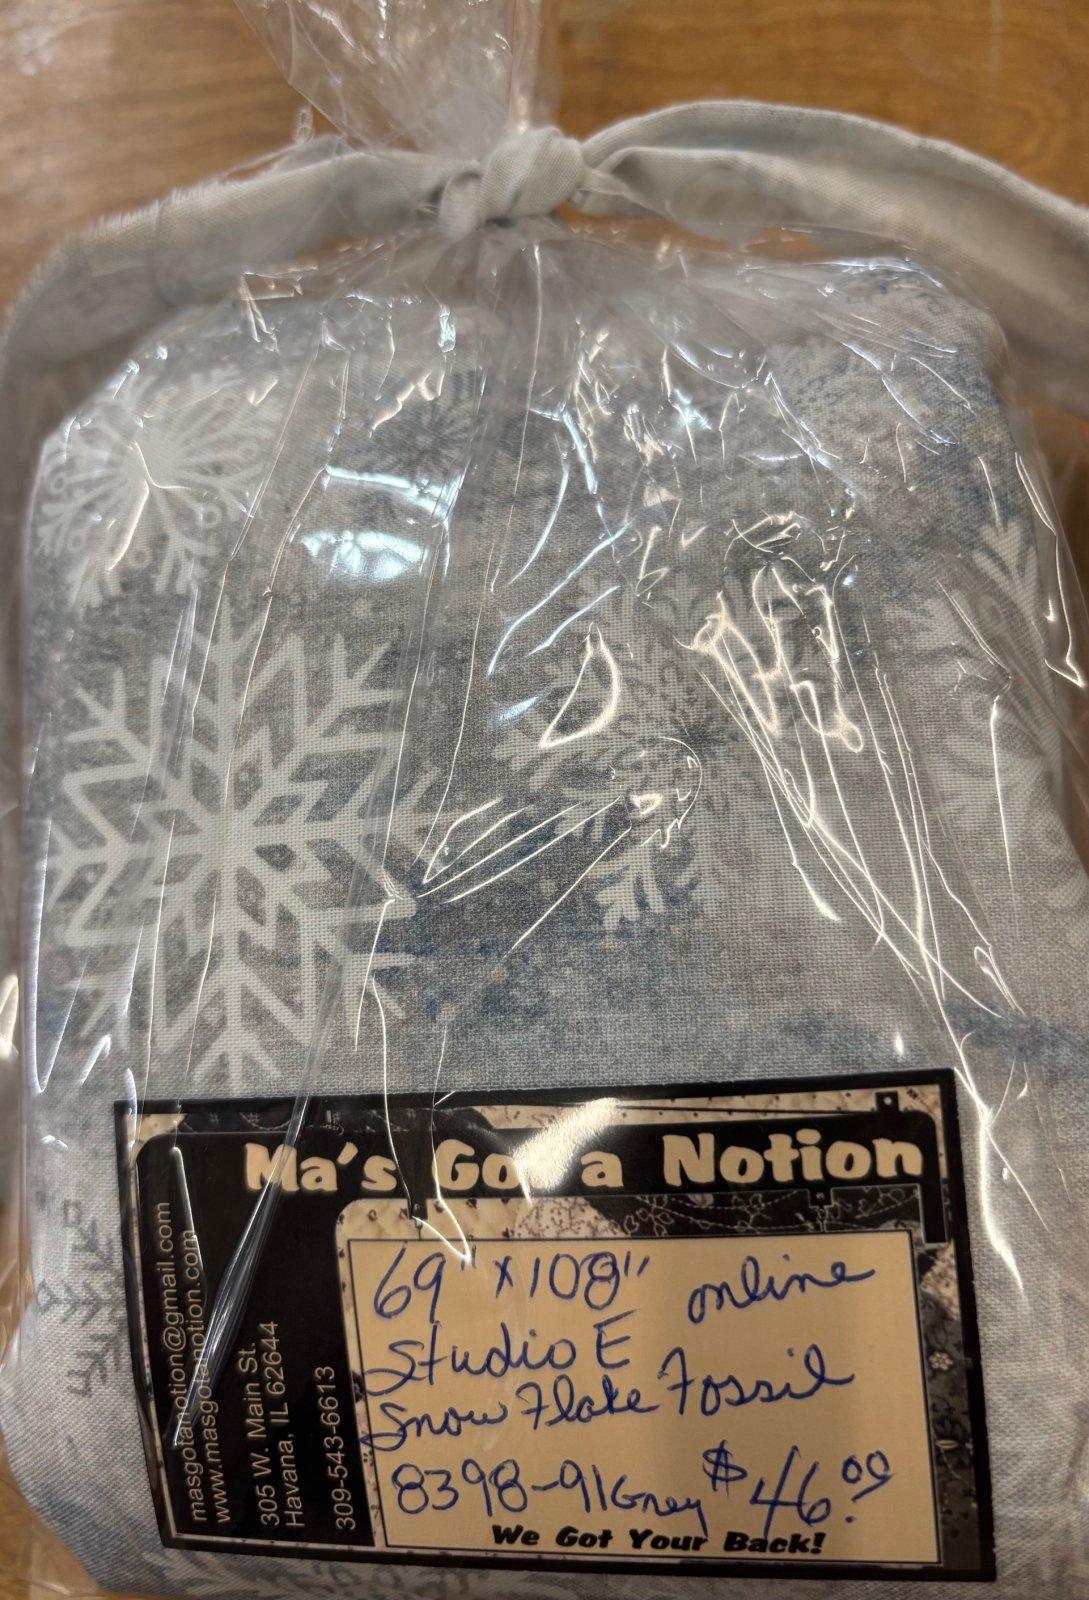 Ma's Got a Notion
masgotanotion@gmail.com
www.masgotanotion.com
305 W. Main St.
Havana, IL 62644
309-543-6613
69" x 108" online
Studio E
Snow Flake Fossil
8398-91 Grey $46.00
We Got Your Back!